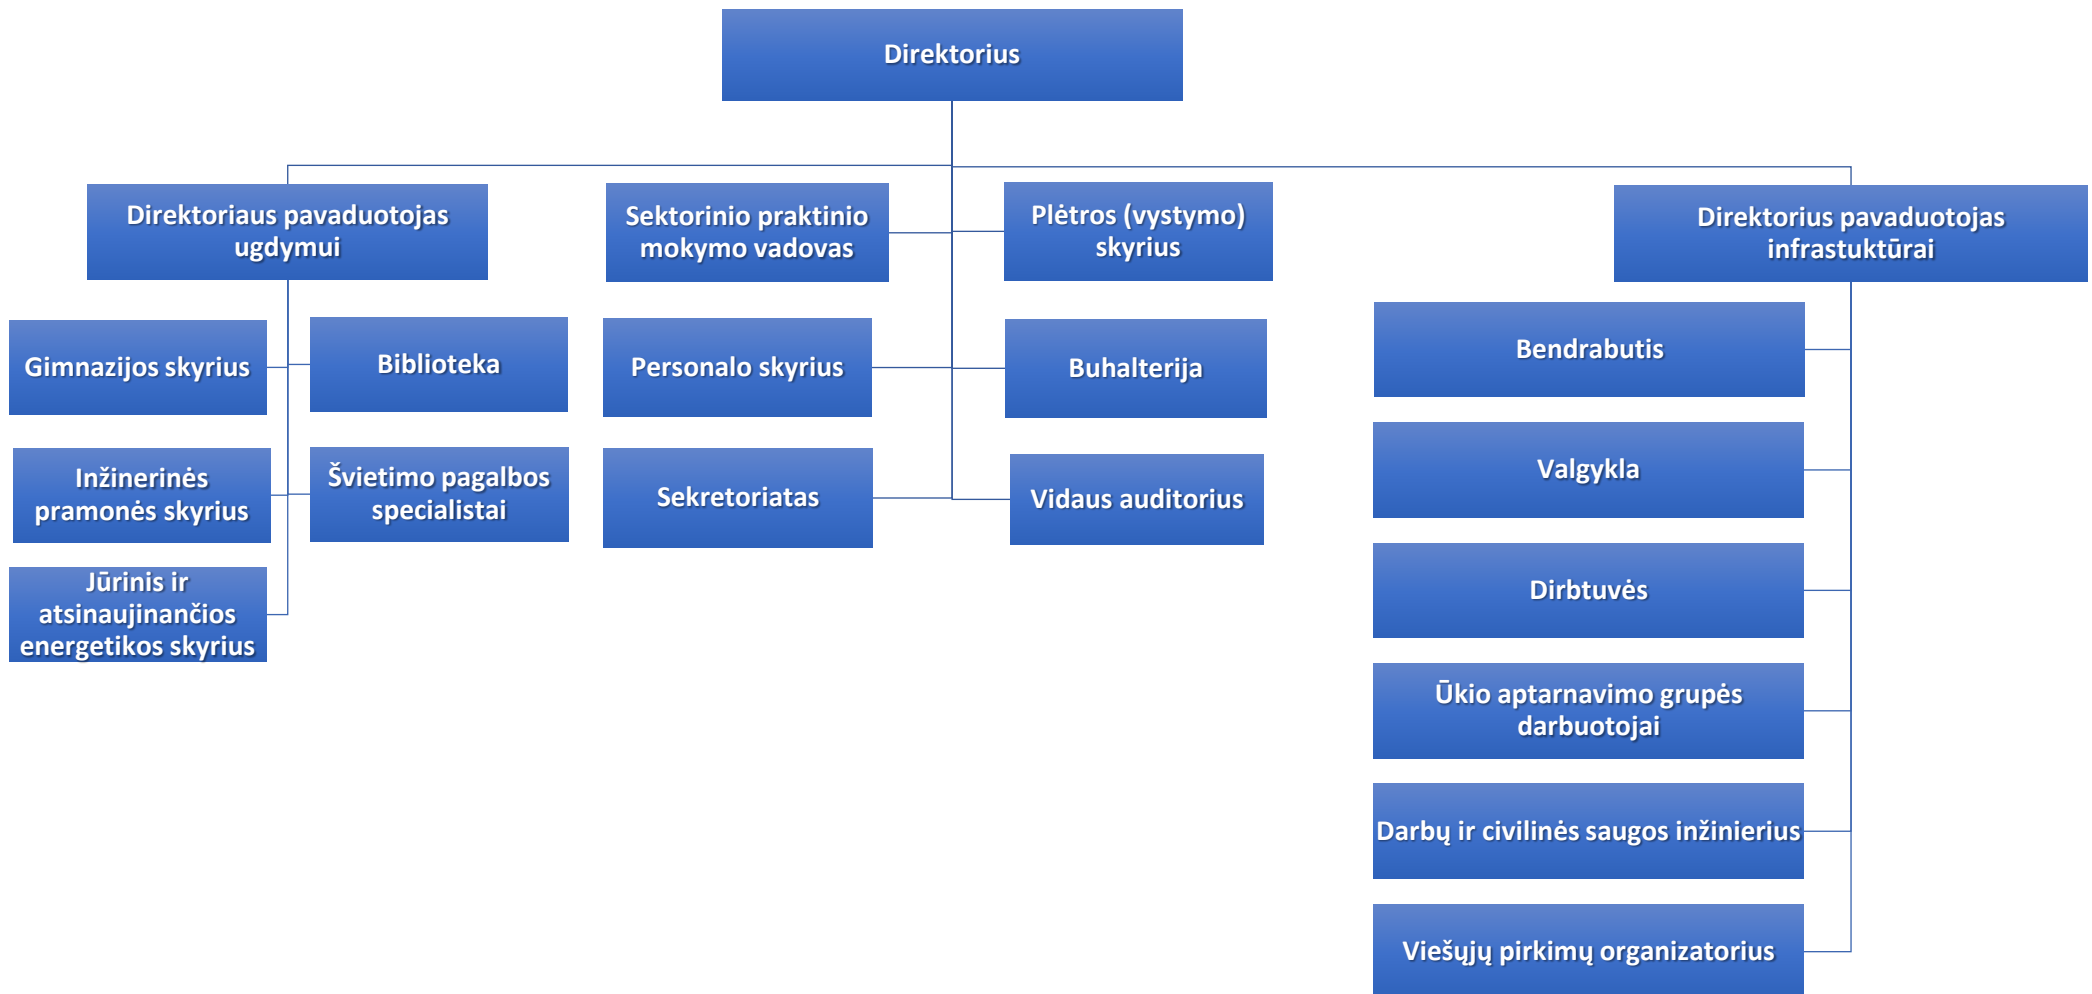 Direktorius
Direktoriaus pavaduotojas
ugdymui
Sektorinio praktinio
mokymo vadovas
Plėtros (vystymo)
skyrius
Direktorius pavaduotojas
infrastuktūrai
Gimnazijos skyrius
Biblioteka
Personalo skyrius
Buhalterija
Bendrabutis
Inžinerinės
pramonės skyrius
Švietimo pagalbos
specialistai
Sekretoriatas
Vidaus auditorius
Valgykla
Jūrinis ir
atsinaujinančios
energetikos skyrius
Dirbtuvės
Ūkio aptarnavimo grupės
darbuotojai
Darbų ir civilinės saugos inžinierius
Viešųjų pirkimų organizatorius